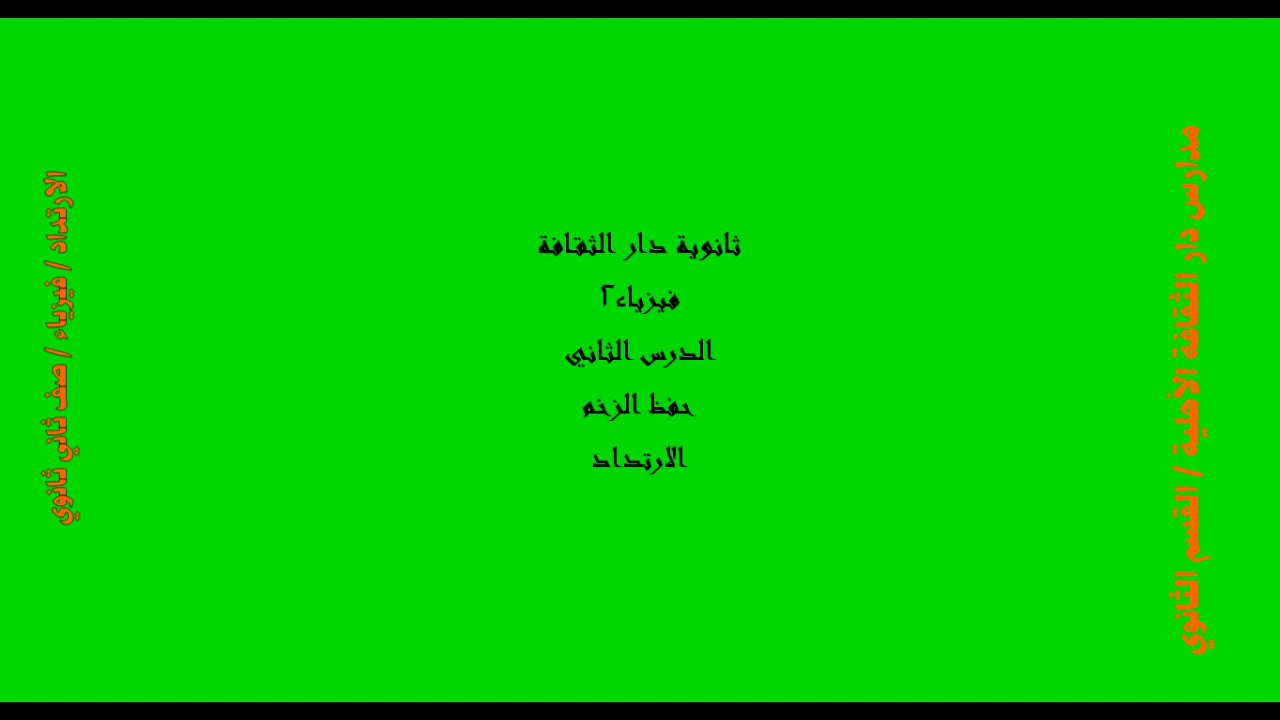 مدارس دار الثقافة الأهلية / القسم الثانوي
ثانوية دار الثقافة
فيزياء٢
الدرس الثاني
حفظ الزخم
الارتداد
الارتداد / فيزياء / صف ثاني ثانوي